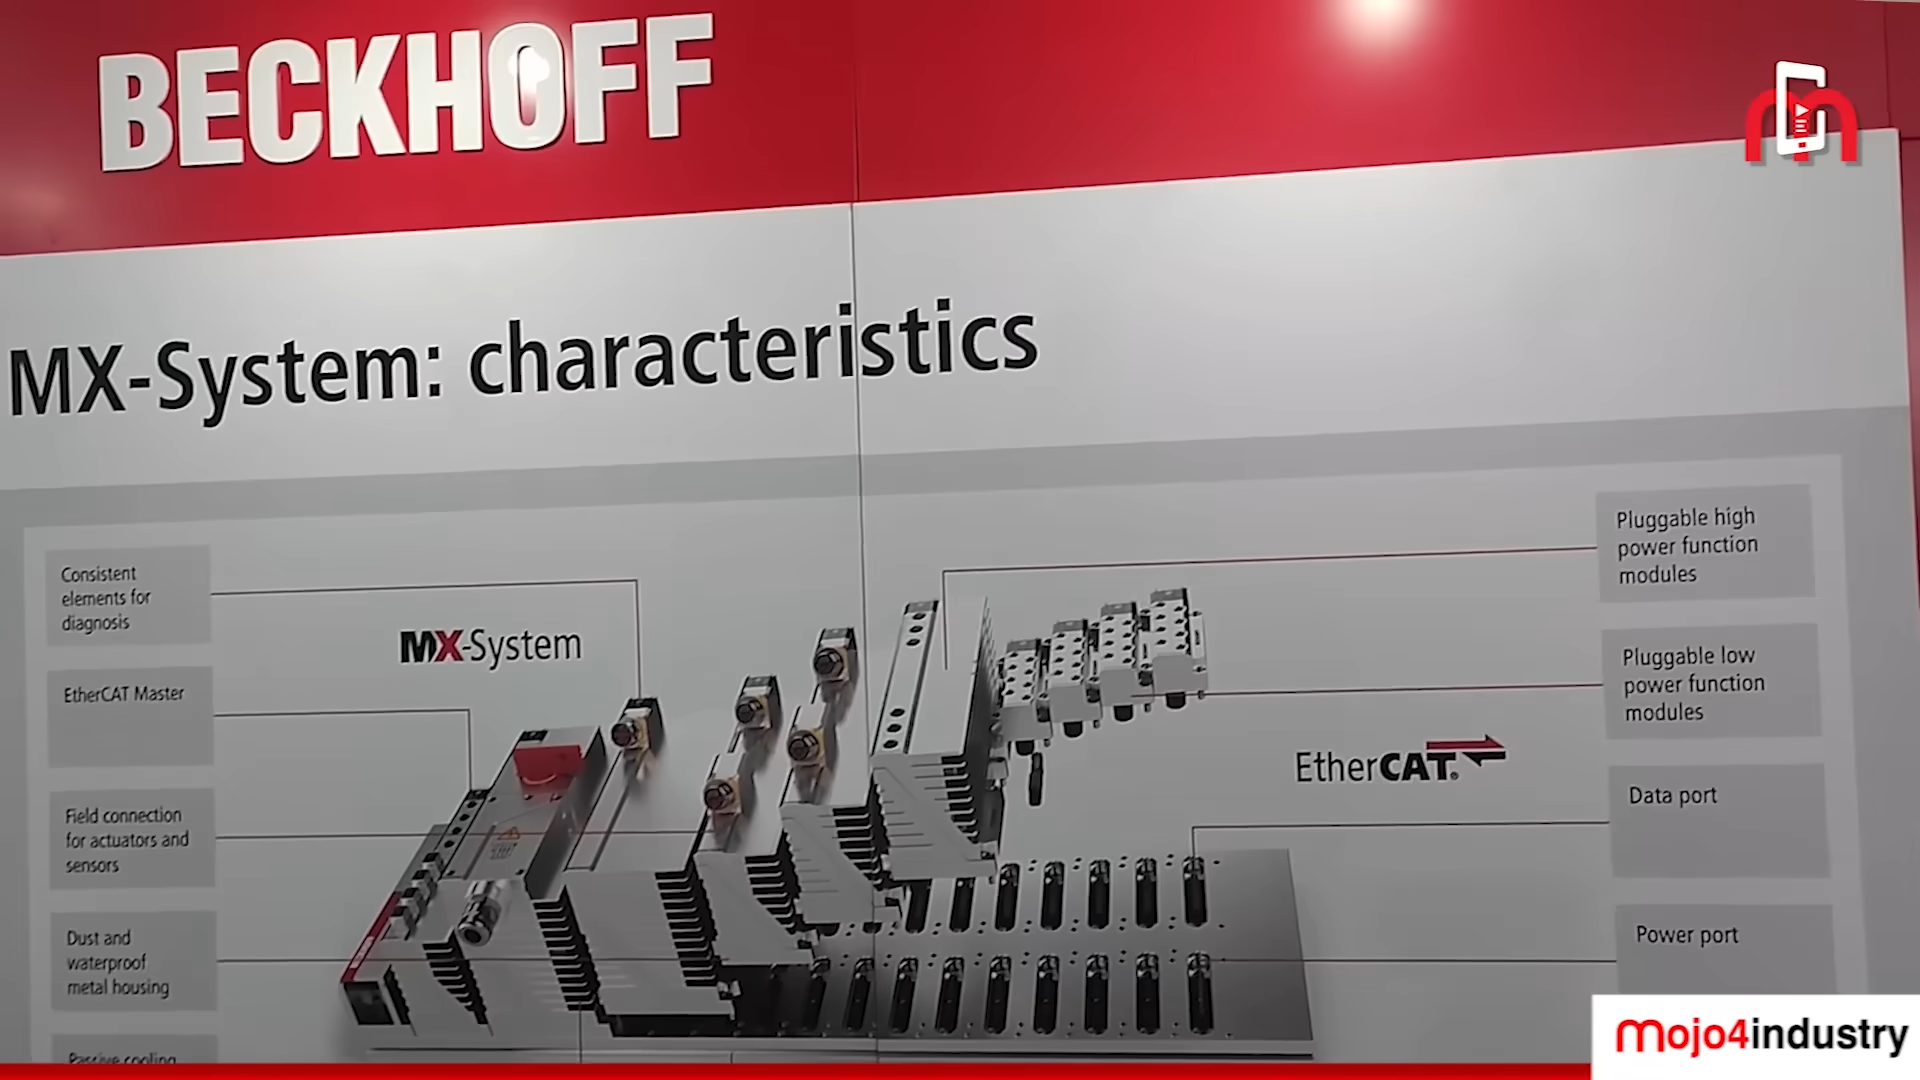 BECKHOFF
MX-System: characteristics
Consistent
elements for
diagnosis
MX-System
EtherCAT Master
Field connection
for actuators and
sensors
Dust and
waterproof
metal housing
Passive cooling
Pluggable high
power function
modules
Pluggable low
power function
modules
EtherCAT®
Data port
Power port
mojo4industry